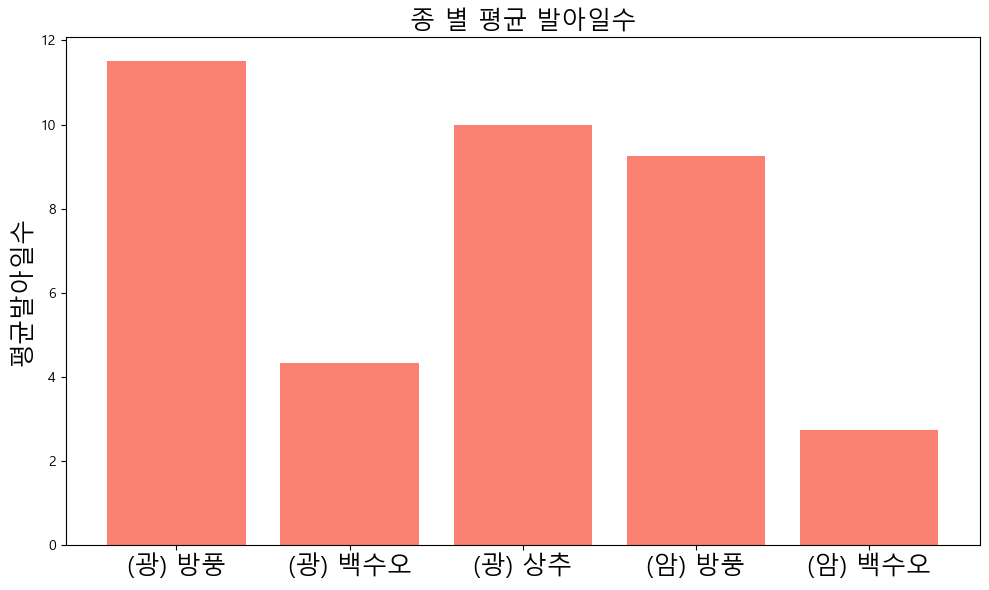 종 별 평균 발아일수
평균발아일수
12
10
8
6
4
2
0
(광) 방풍
(광) 백수오
(광) 상추
(암) 방풍
(암) 백수오